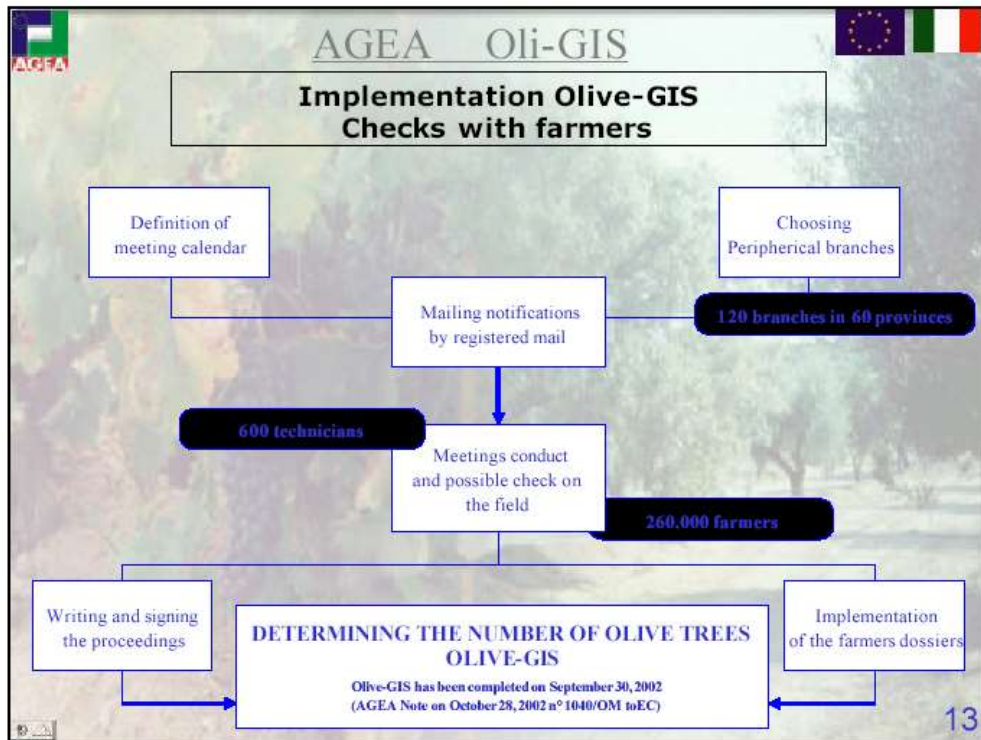 AGEA
AGEA Oli-GIS
Implementation Olive-GIS
Checks with farmers
Definition of
meeting calendar
Choosing
Peripherical branches
Mailing notifications
by registered mail
120 branches in 60 provinces
600 technicians
Meetings conduct
and possible check on
the field
260.000 farmers
Writing and signing
the proceedings
Implementation
of the farmers dossiers
DETERMINING THE NUMBER OF OLIVE TREES
OLIVE-GIS
Olive-GIS has been completed on September 30, 2002
(AGEA Note on October 28, 2002 n° 1040/OM toEC)
13